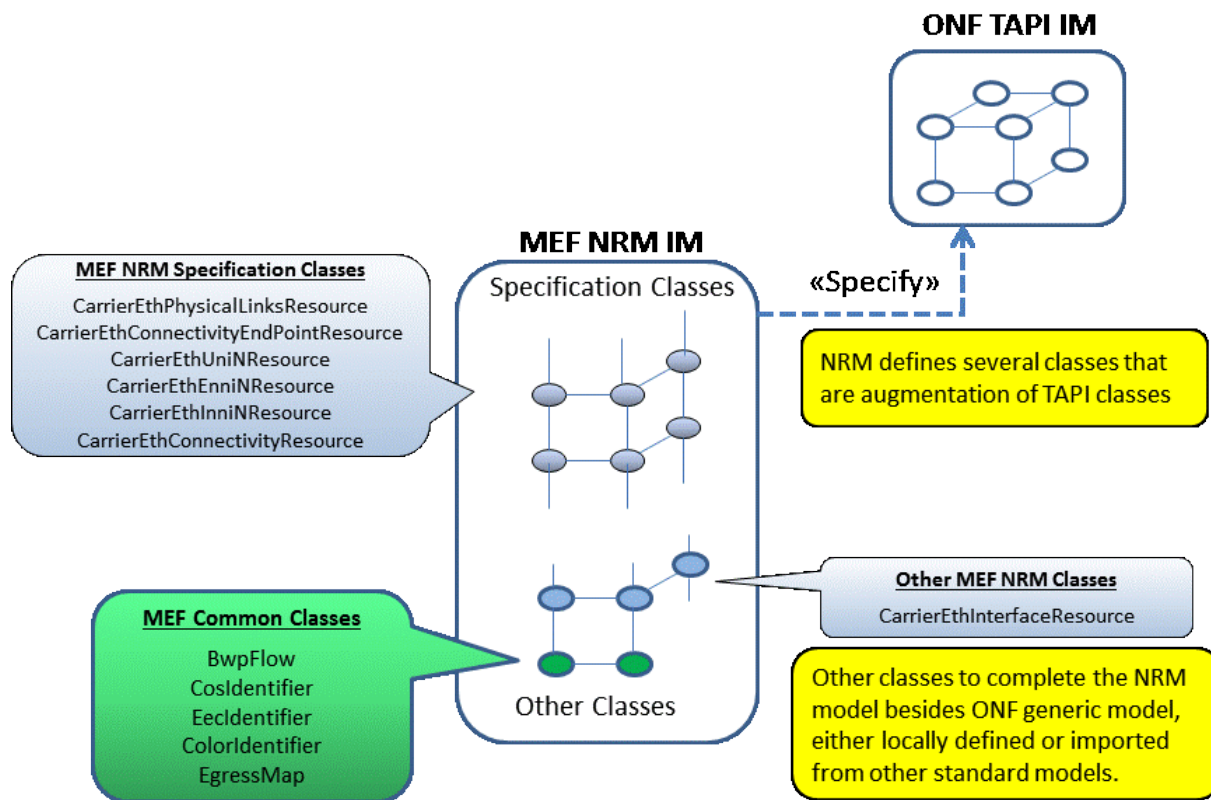 ONF TAPI IM
MEF NRM IM
Specification Classes
«Specify»
MEF NRM Specification Classes
CarrierEthPhysicalLinksResource
CarrierEthConnectivityEndPointResource
CarrierEthUniNResource
CarrierEthEnniNResource
CarrierEthInniNResource
CarrierEthConnectivityResource
NRM defines several classes that
are augmentation of TAPI classes
Other MEF NRM Classes
CarrierEthInterfaceResource
MEF Common Classes
BwpFlow
CosIdentifier
EecIdentifier
ColorIdentifier
EgressMap
Other Classes
Other classes to complete the NRM
model besides ONF generic model,
either locally defined or imported
from other standard models.